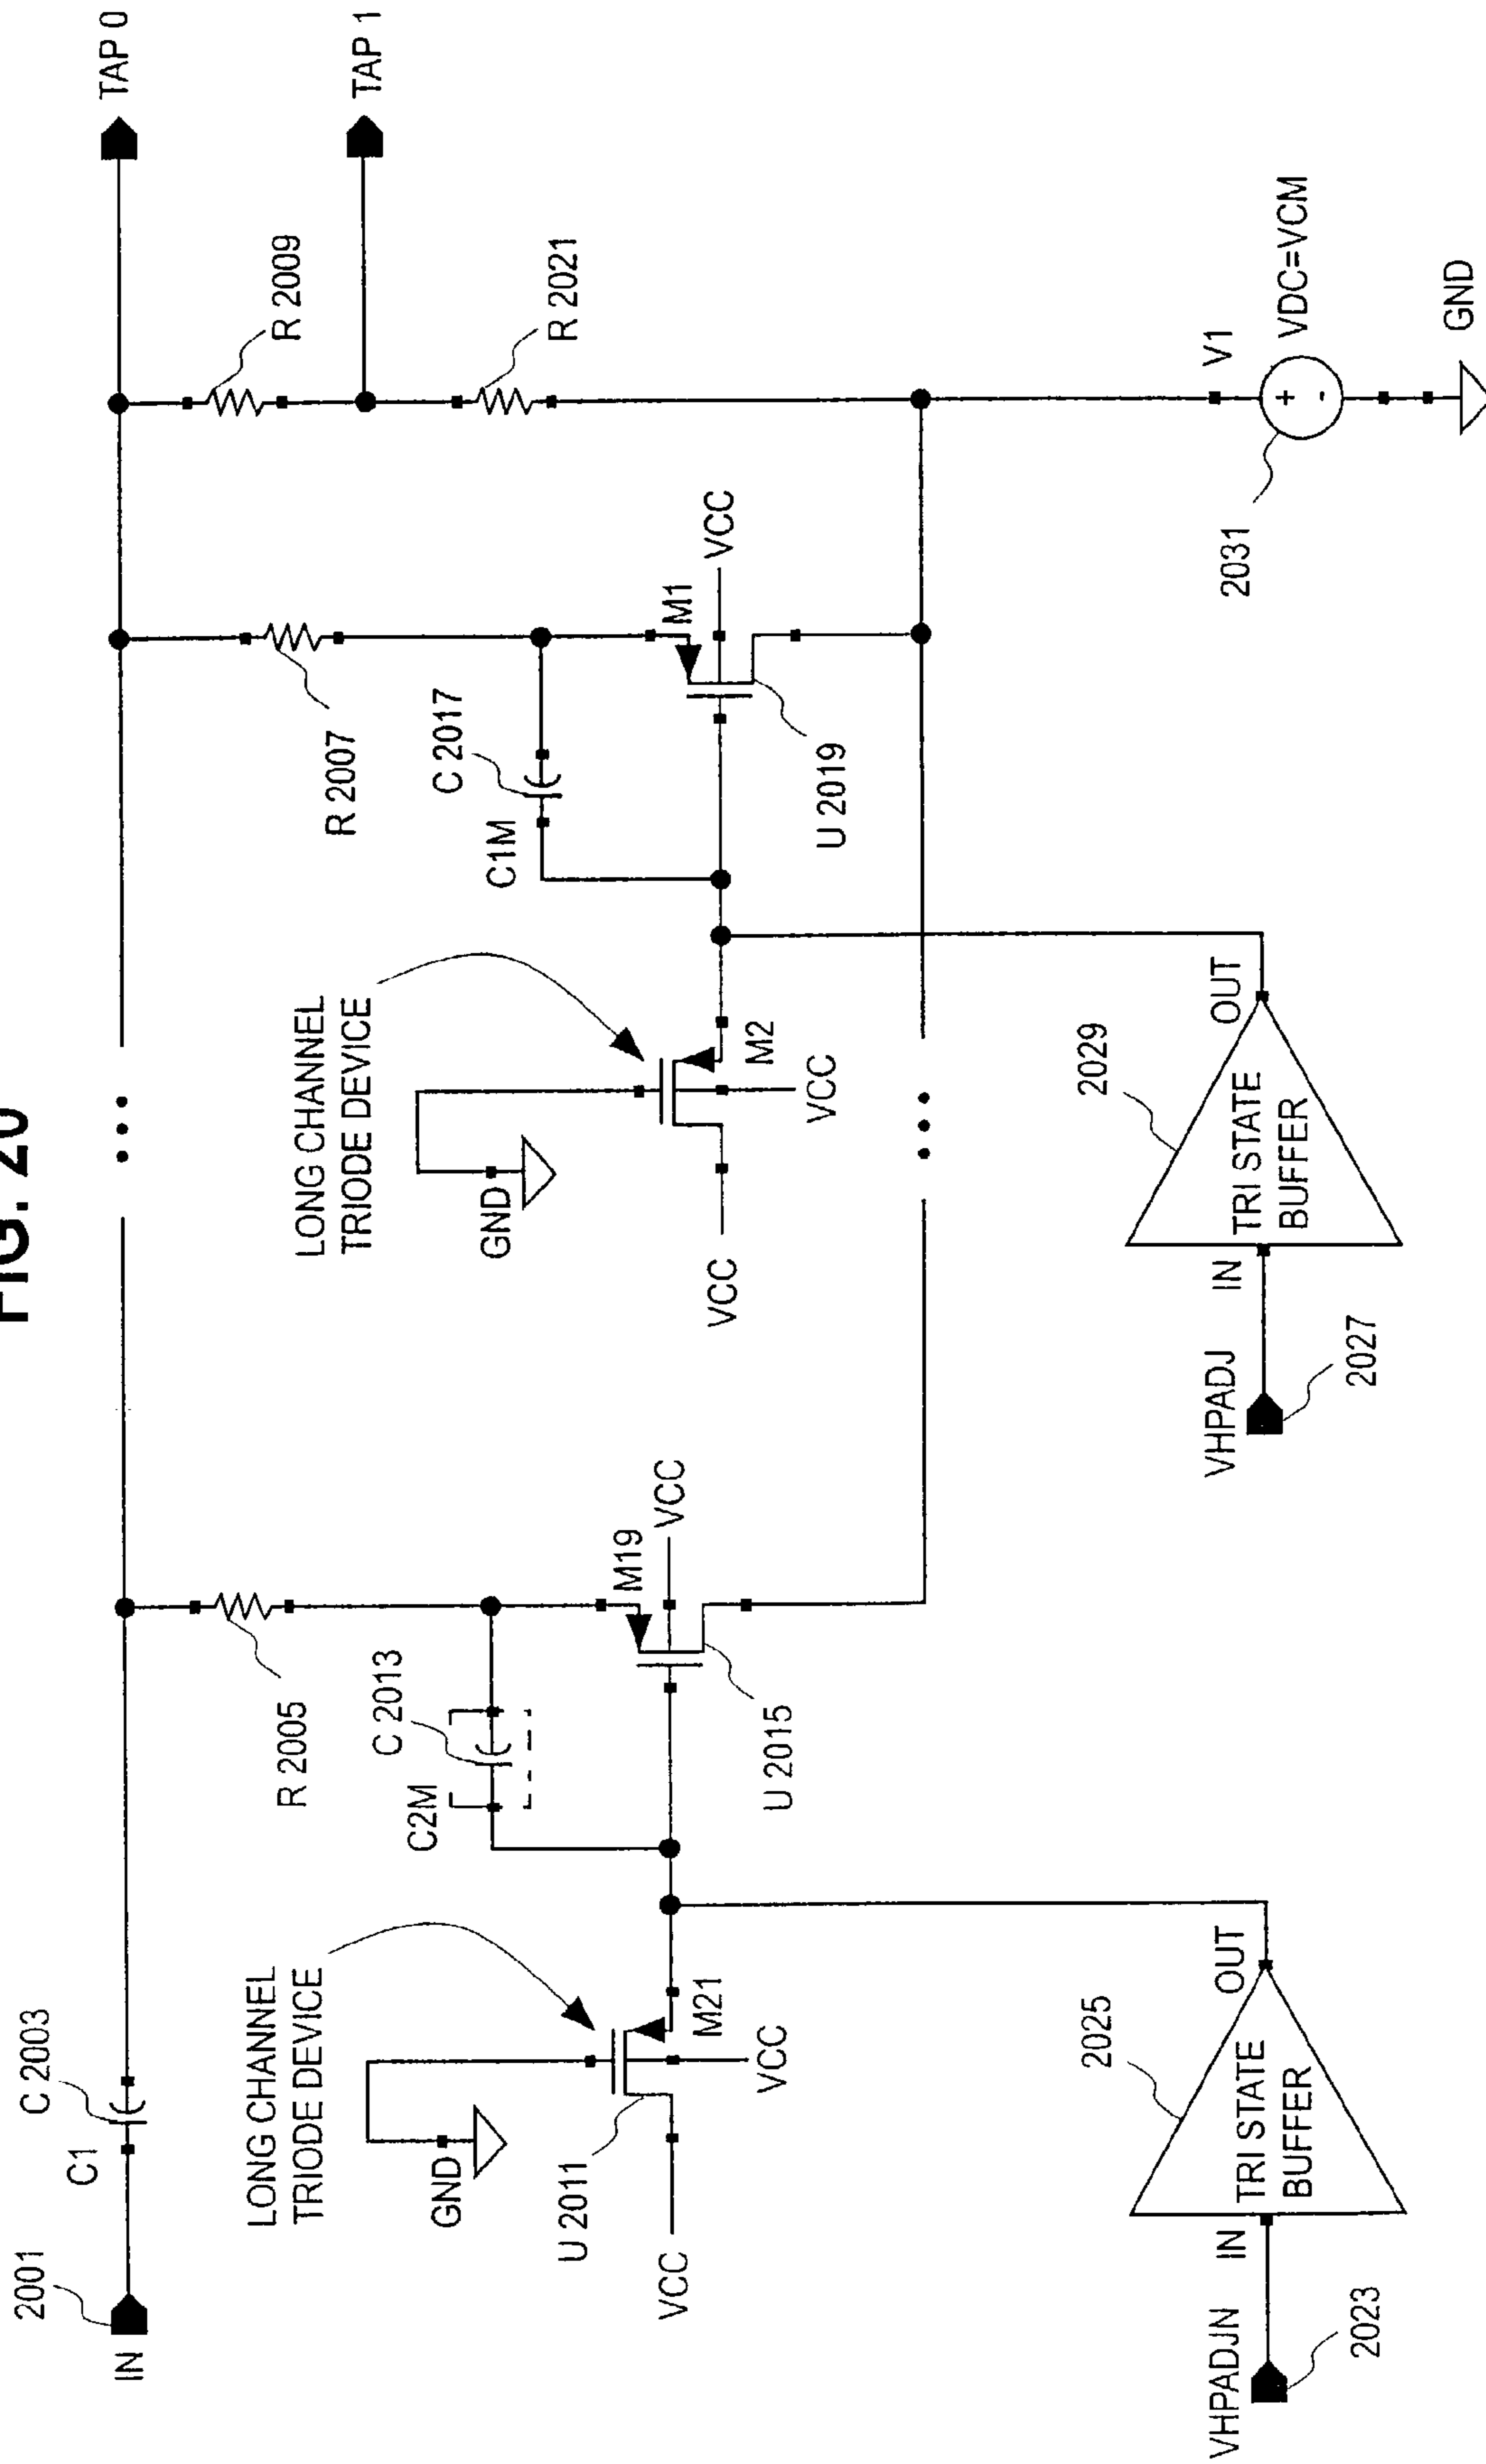 FIG. 20
2001
IN
C1
C 2003
TAP 0
TAP 1
R 2009
R 2021
R 2005
R 2007
LONG CHANNEL
TRIODE DEVICE
GND
U 2011
VCC
M21
VCC
C2M
C 2013
M19
VCC
U 2015
LONG CHANNEL
TRIODE DEVICE
GND
VCC
M2
VCC
C1M
C 2017
M1
VCC
U 2019
VHPADJN
2023
IN
TRI STATE
BUFFER
OUT
2025
VHPADJ
2027
IN
TRI STATE
BUFFER
OUT
2029
2031
V1
+
-
VDC=VCM
GND